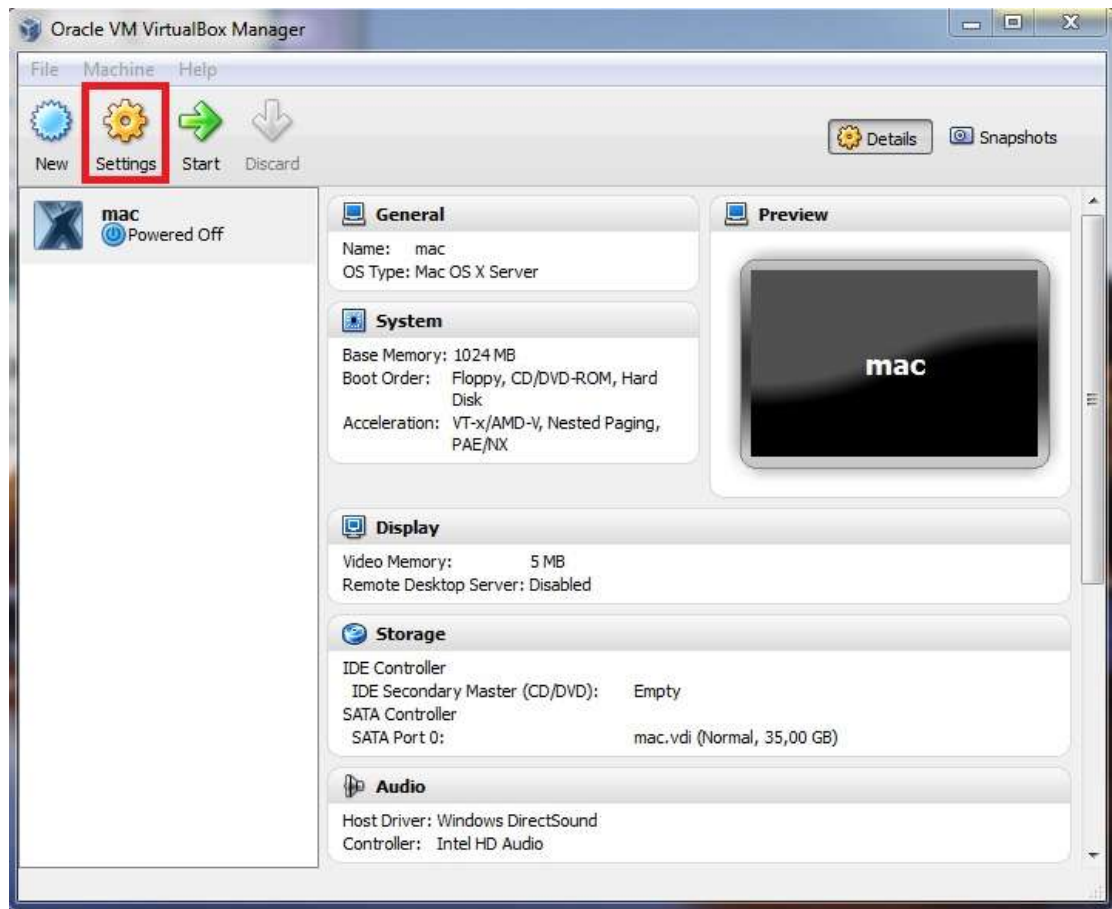 Oracle VM VirtualBox Manager
File Machine Help
New Settings Start Discard
Details Snapshots
mac
Powered Off
General
Name: mac
OS Type: Mac OS X Server
System
Base Memory: 1024 MB
Boot Order: Floppy, CD/DVD-ROM, Hard
Disk
Acceleration: VT-x/AMD-V, Nested Paging,
PAE/NX
Preview
mac
Display
Video Memory: 5 MB
Remote Desktop Server: Disabled
Storage
IDE Controller
IDE Secondary Master (CD/DVD): Empty
SATA Controller
SATA Port 0: mac.vdi (Normal, 35,00 GB)
Audio
Host Driver: Windows DirectSound
Controller: Intel HD Audio